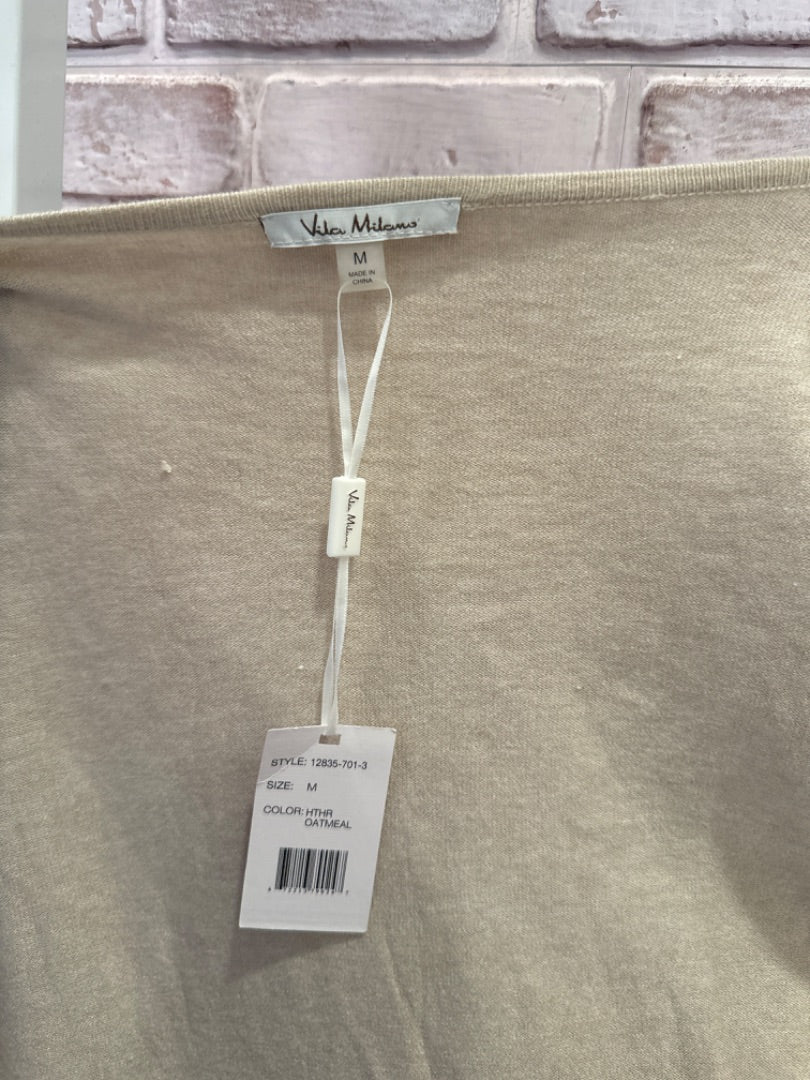 Vila Milano
M
MADE IN
CHINA
Vila Milano
STYLE: 12835-701-3
SIZE: M
COLOR: HTHR
OATMEAL